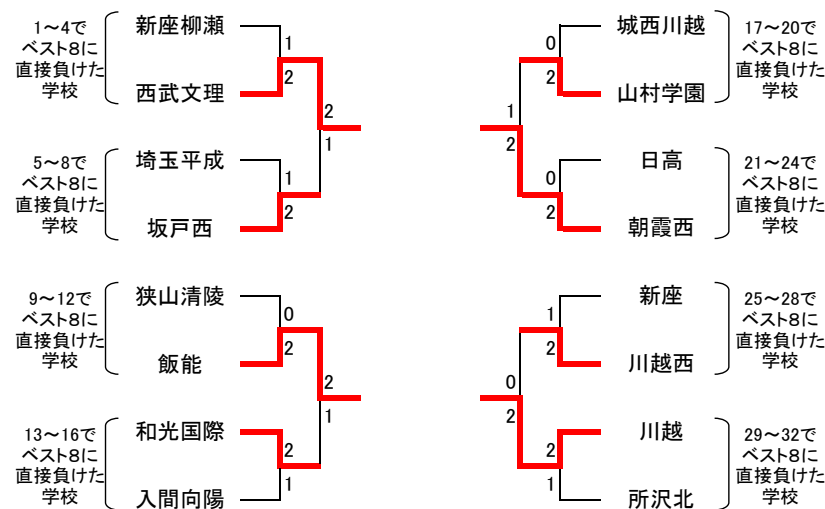 1～4で
ベスト8に
直接負けた
学校
新座柳瀬
1
2
西武文理
2
1
5～8で
ベスト8に
直接負けた
学校
埼玉平成
1
2
坂戸西
9～12で
ベスト8に
直接負けた
学校
狭山清陵
0
2
飯能
2
1
13～16で
ベスト8に
直接負けた
学校
和光国際
2
1
入間向陽
城西川越
0
2
山村学園
17～20で
ベスト8に
直接負けた
学校
1
2
日高
0
2
朝霞西
21～24で
ベスト8に
直接負けた
学校
新座
1
2
川越西
25～28で
ベスト8に
直接負けた
学校
0
2
川越
2
1
所沢北
29～32で
ベスト8に
直接負けた
学校